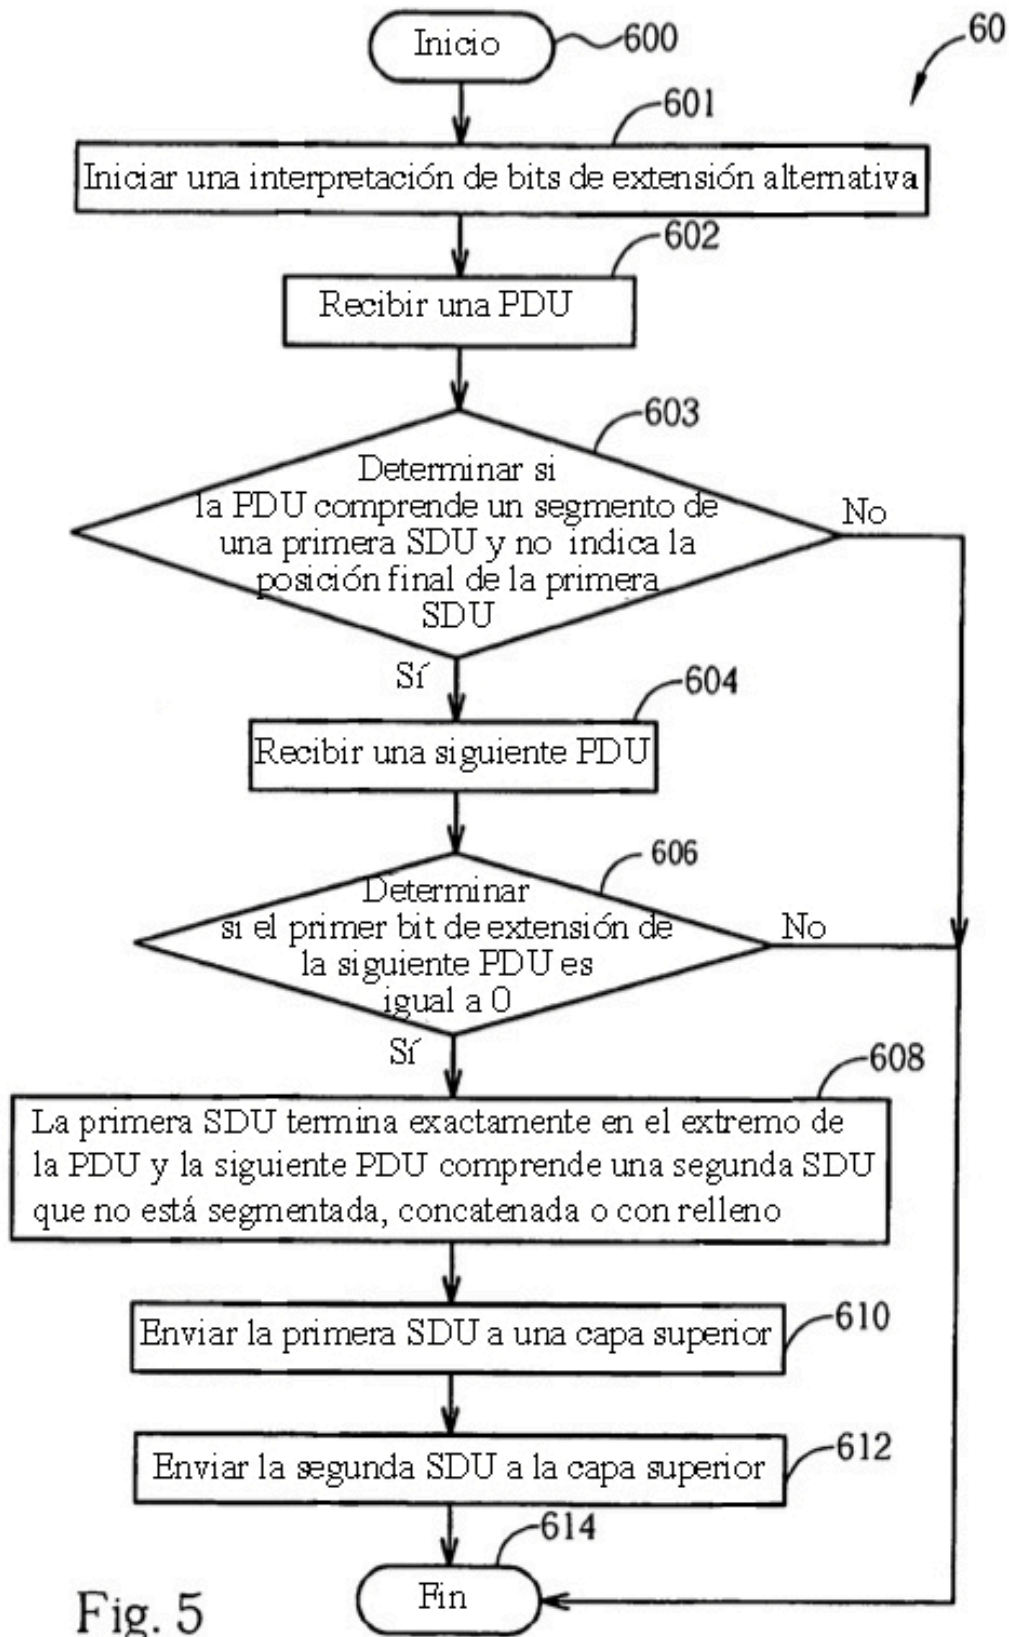 Inicio
600
60
601
Iniciar una interpretación de bits de extensión alternativa
602
Recibir una PDU
603
Determinar si
la PDU comprende un segmento de
una primera SDU y no indica la
posición final de la primera
SDU
No
Sí
604
Recibir una siguiente PDU
606
Determinar
si el primer bit de extensión de
la siguiente PDU es
igual a 0
No
Sí
608
La primera SDU termina exactamente en el extremo de
la PDU y la siguiente PDU comprende una segunda SDU
que no está segmentada, concatenada o con relleno
Enviar la primera SDU a una capa superior
610
Enviar la segunda SDU a la capa superior
612
614
Fin
Fig. 5